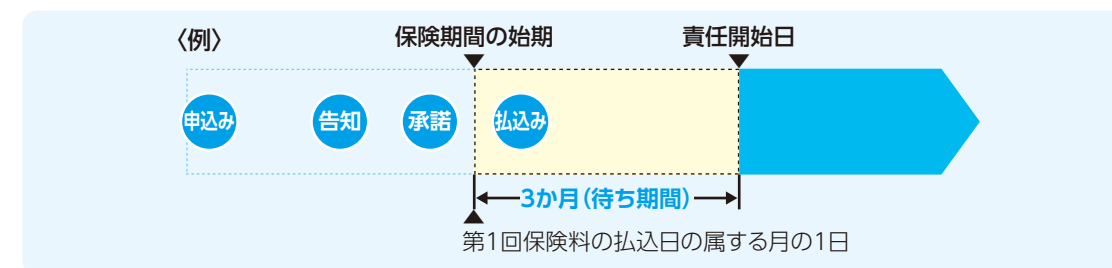 〈例〉
保険期間の始期
責任開始日
申込み
告知
承諾
払込み
3か月(待ち期間)
第1回保険料の払込日の属する月の1日